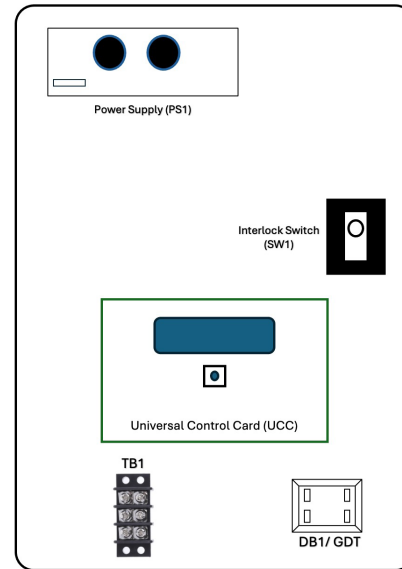 Power Supply (PS1)
Interlock Switch
(SW1)
Universal Control Card (UCC)
TB1
DB1/ GDT